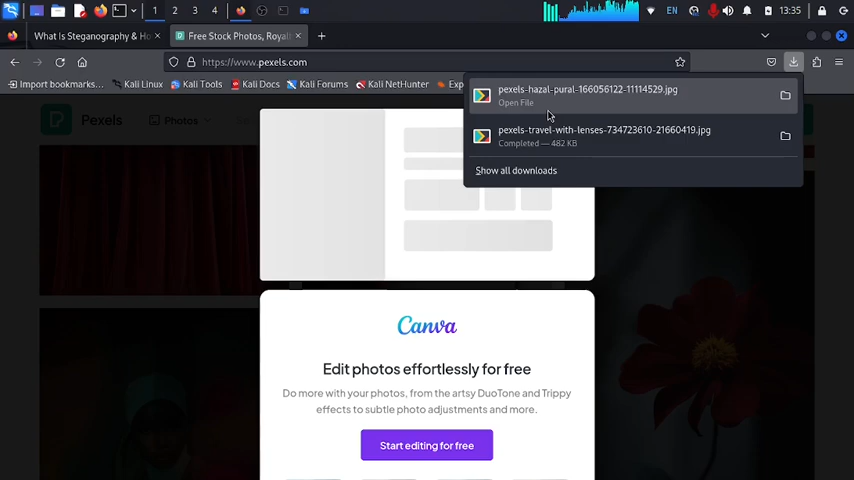 1 2 3 4 EN 13:35
What Is Steganography & Ho
Free Stock Photos, Royal
https://www.pexels.com
Import bookmarks... Kali Linux Kali Tools Kali Docs Kali Forums Kali NetHunter Exp
pexels-hazal-pural-166056122-11114529.jpg
Open File
pexels-travel-with-lenses-734723610-21660419.jpg
Completed — 482 KB
Show all downloads
Pexels Photos
Canva
Edit photos effortlessly for free
Do more with your photos, from the artsy DuoTone and Trippy
effects to subtle photo adjustments and more.
Start editing for free